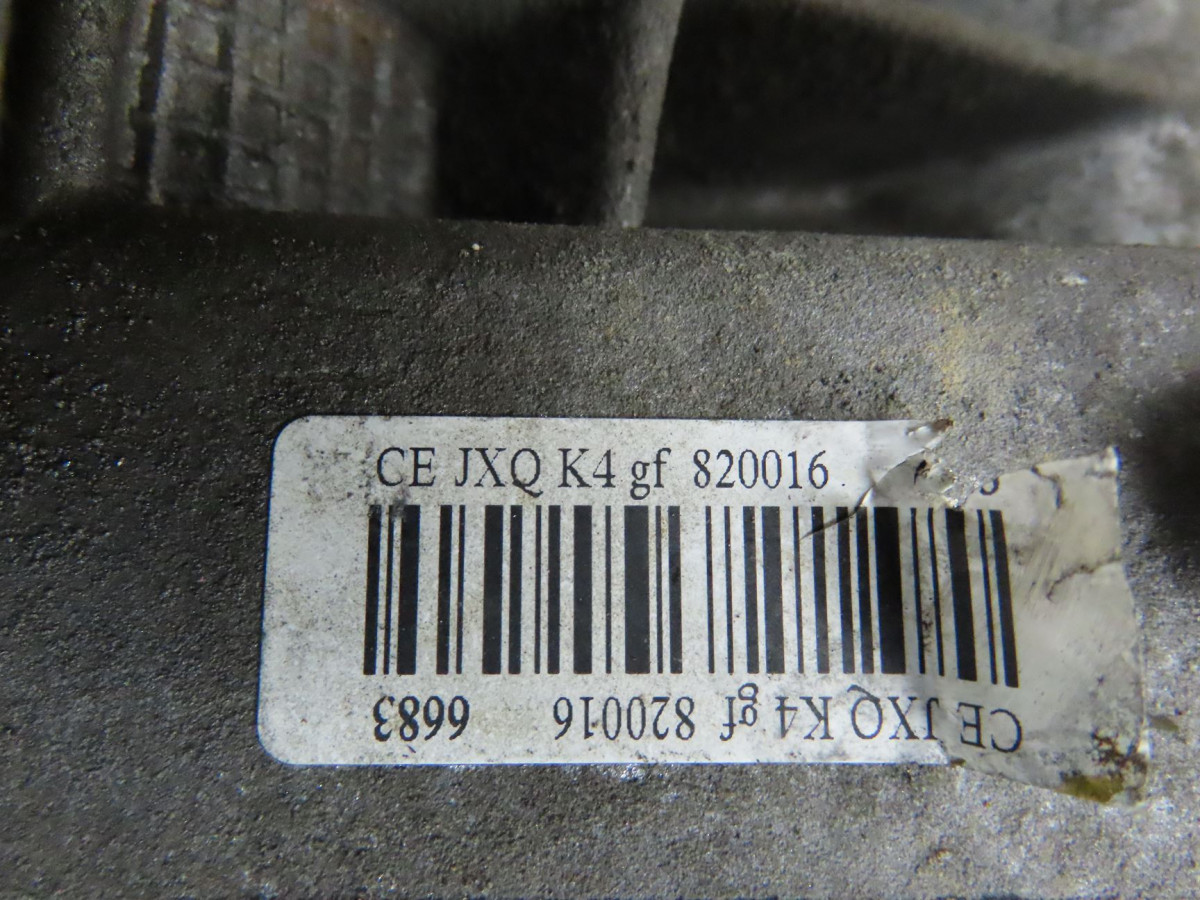 CE JXQ K4 gf 820016
CE JXQ K4 gf 820016 6683